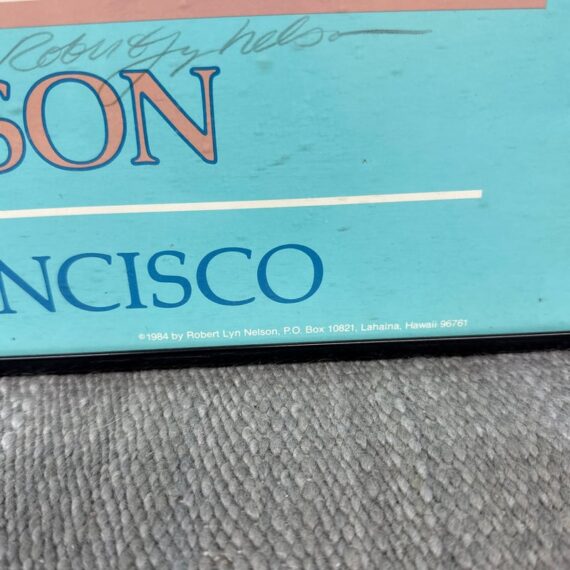 Robert Lyn Nelson
SON
NCISCO
©1984 by Robert Lyn Nelson, P.O. Box 10821, Lahaina, Hawaii 96761